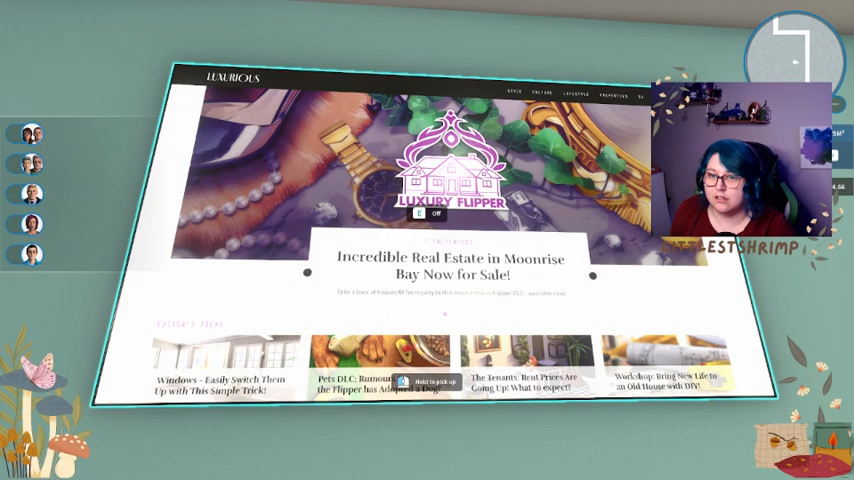 LUXURIOUS
STYLE CULTURE LIFESTYLE PROPERTIES
LUXURY FLIPPER
E Off
PROPERTIES
Incredible Real Estate in Moonrise
Bay Now for Sale!
EDITOR'S PICKS
Windows - Easily Switch Them
Up with This Simple Trick!
Pets DLC: Rumour
the Flipper has Adopted a Dog?
Hold to pick up
The Tenants: Rent Prices Are
Going Up! What to expect?
Workshop: Bring New Life to
an Old House with DIY!
TTLESTSHRIMP